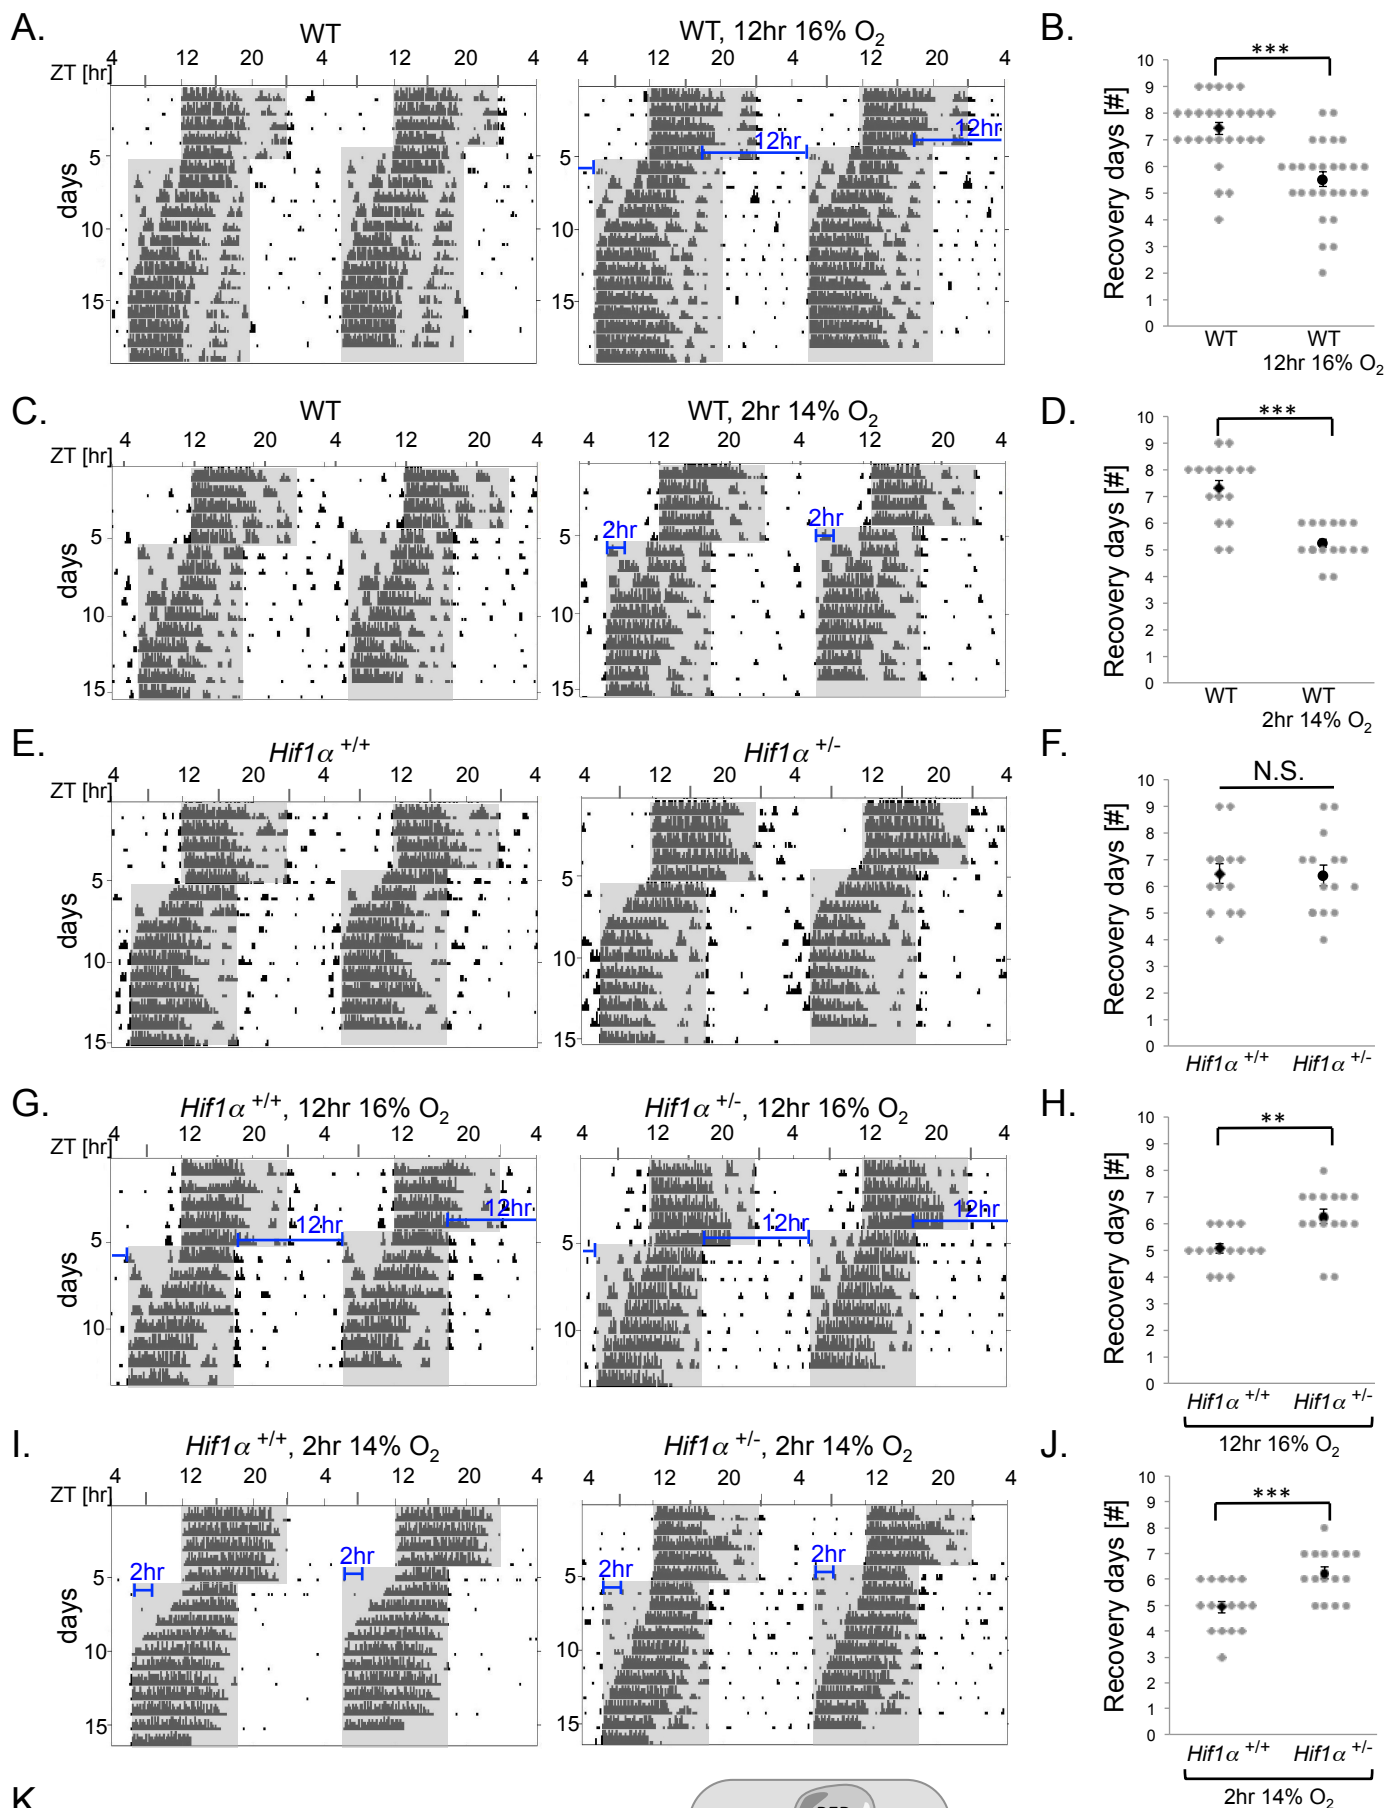 A.
WT
WT, 12hr 16% O2
B.
ZT [hr]
4 12 20 4 12 20 4
4 12 20 4 12 20 4
days
5
10
15
12hr
12hr
5
10
15
***
Recovery days [#]
10
9
8
7
6
5
4
3
2
1
0
WT
WT
12hr 16% O2
C.
WT
WT, 2hr 14% O2
D.
ZT [hr]
4 12 20 4 12 20 4
4 12 20 4 12 20 4
days
5
10
15
2hr
2hr
5
10
15
***
Recovery days [#]
10
9
8
7
6
5
4
3
2
1
0
WT
WT
2hr 14% O2
E.
Hif1α +/+
Hif1α +/-
F.
ZT [hr]
4 12 20 4 12 20 4
4 12 20 4 12 20 4
days
5
10
15
5
10
15
N.S.
Recovery days [#]
10
9
8
7
6
5
4
3
2
1
0
Hif1α +/+
Hif1α +/-
G.
Hif1α +/+, 12hr 16% O2
Hif1α +/-, 12hr 16% O2
H.
ZT [hr]
4 12 20 4 12 20 4
4 12 20 4 12 20 4
days
5
10
12hr
12hr
5
10
12hr
12hr
**
Recovery days [#]
10
9
8
7
6
5
4
3
2
1
0
Hif1α +/+
Hif1α +/-
12hr 16% O2
I.
Hif1α +/+, 2hr 14% O2
Hif1α +/-, 2hr 14% O2
J.
ZT [hr]
4 12 20 4 12 20 4
4 12 20 4 12 20 4
days
5
10
15
2hr
2hr
5
10
15
2hr
2hr
***
Recovery days [#]
10
9
8
7
6
5
4
3
2
1
0
Hif1α +/+
Hif1α +/-
2hr 14% O2
K